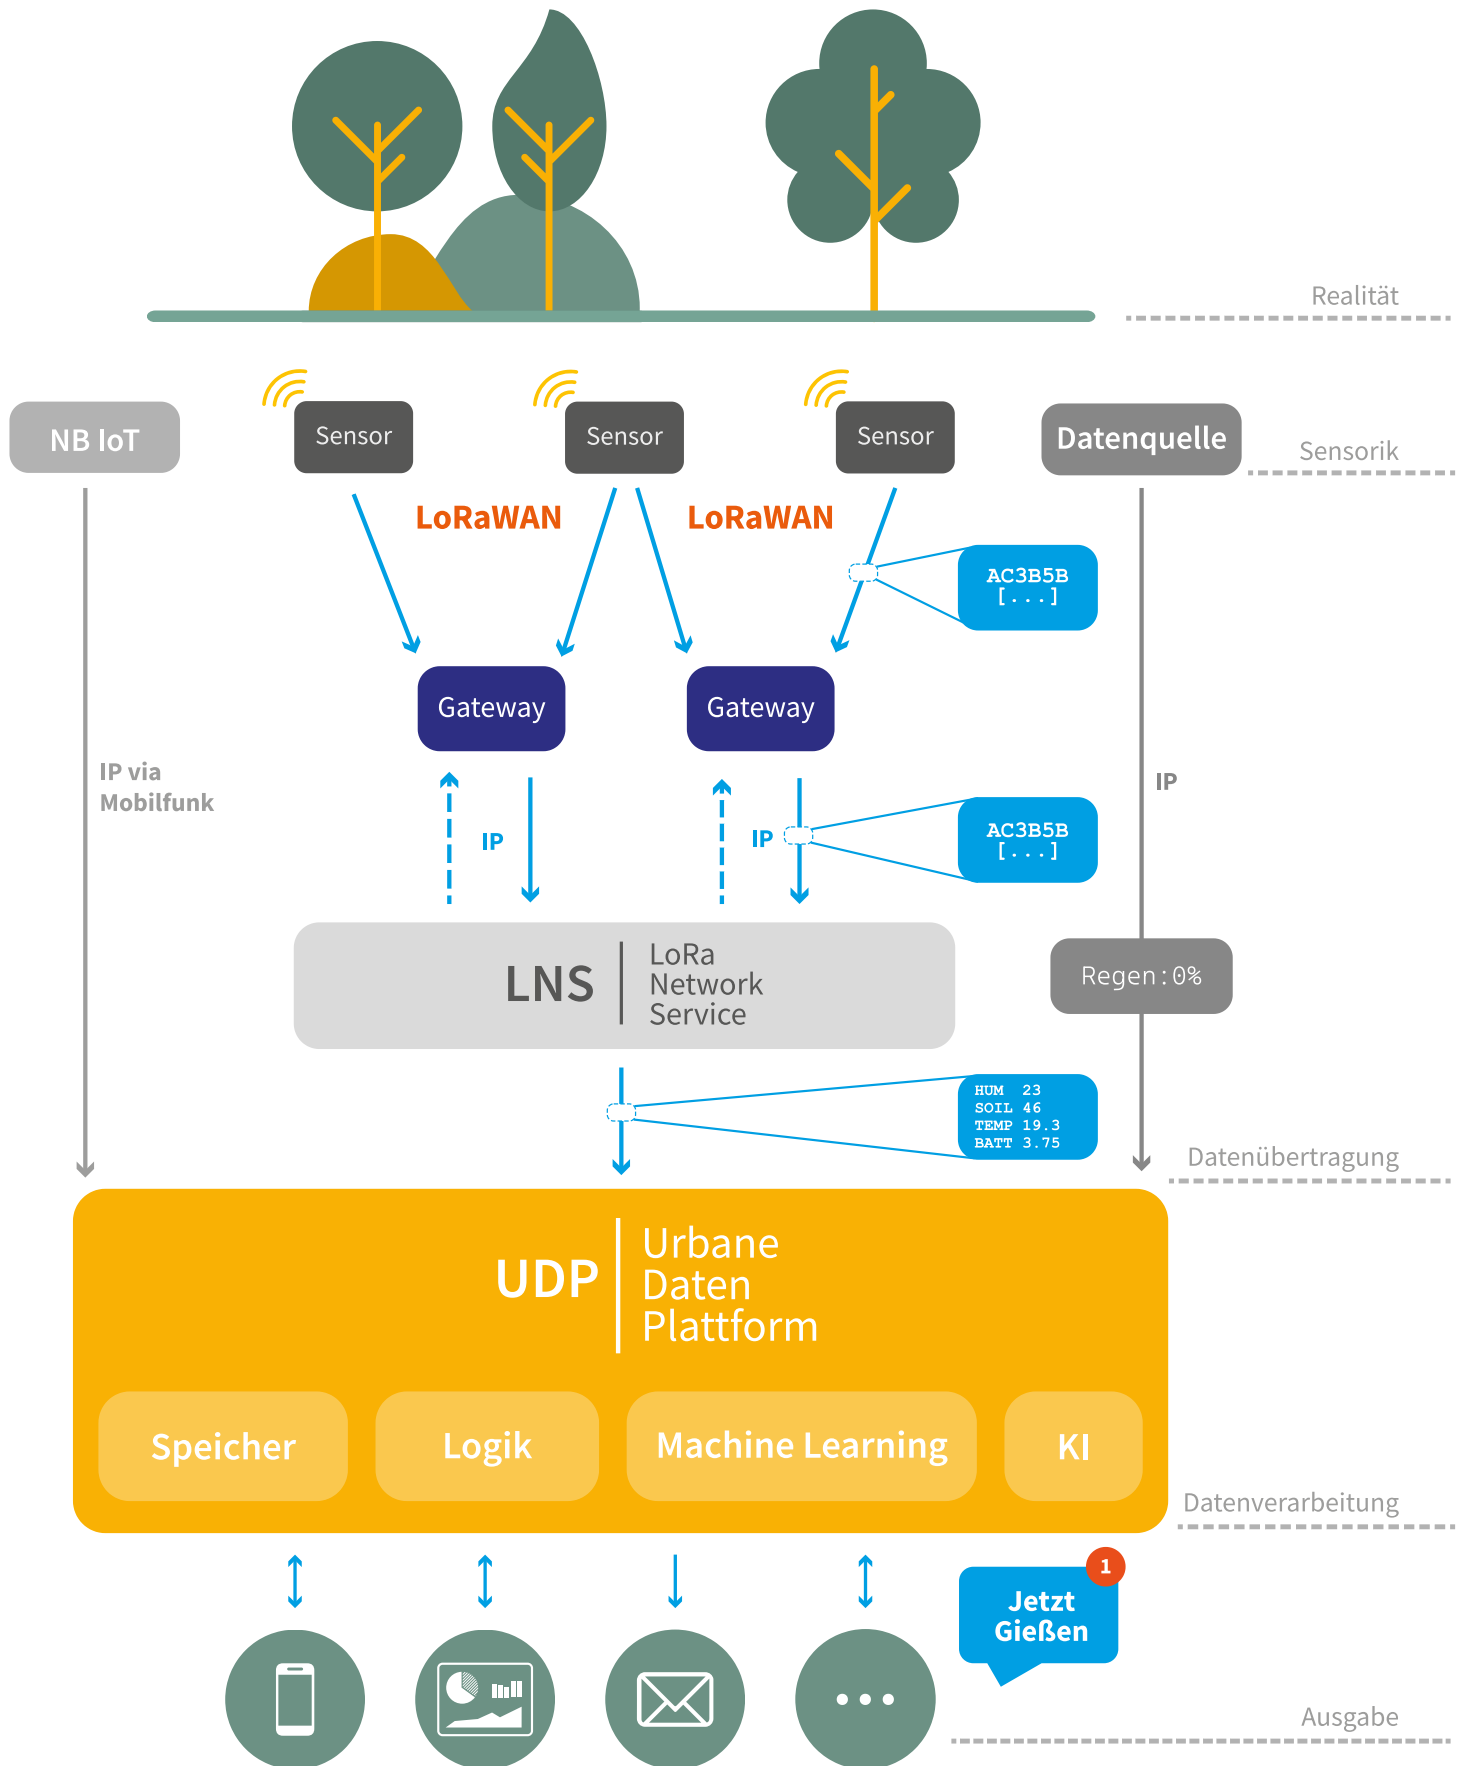 Realität
NB IoT
Sensor
Sensor
Sensor
Datenquelle
Sensorik
LoRaWAN
LoRaWAN
AC3B5B
[...]
Gateway
Gateway
IP via
Mobilfunk
IP
IP
IP
AC3B5B
[...]
LNS
LoRa
Network
Service
Regen:0%
HUM 23
SOIL 46
TEMP 19.3
BATT 3.75
Datenübertragung
UDP
Urbane
Daten
Plattform
Speicher
Logik
Machine Learning
KI
Datenverarbeitung
1
Jetzt
Gießen
Ausgabe